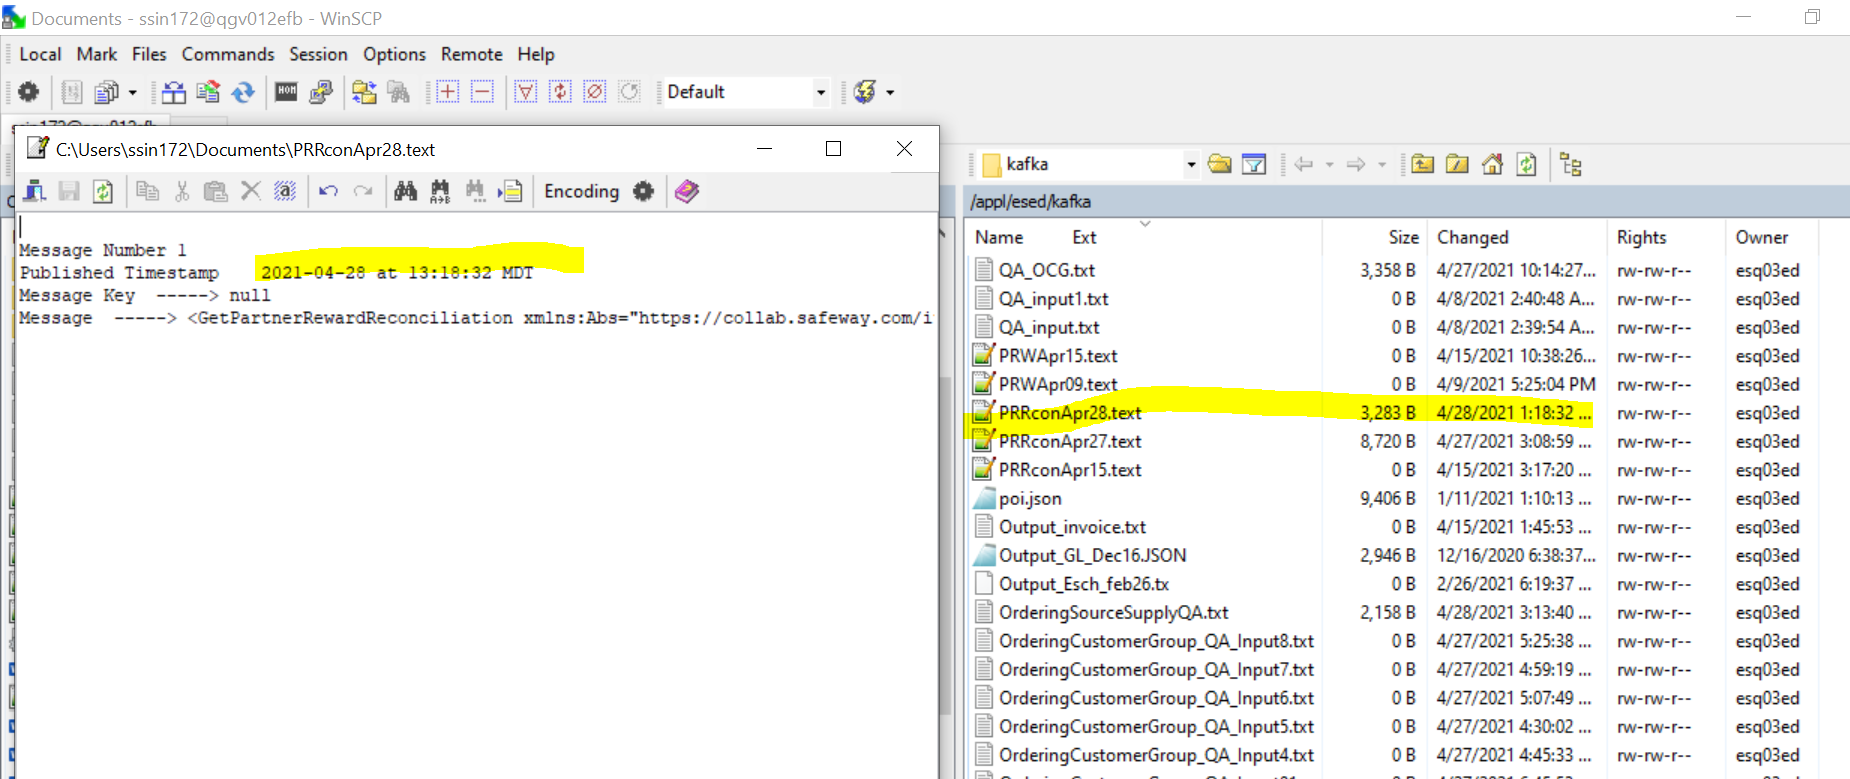 Documents - ssin172@qgv012efb - WinSCP
Local Mark Files Commands Session Options Remote Help
Default
C:\Users\ssin172\Documents\PRRconApr28.text
Encoding
Message Number 1
Published Timestamp 2021-04-28 at 13:18:32 MDT
Message Key -----> null
Message -----> <GetPartnerRewardReconciliation xmlns:Abs="https://collab.safeway.com/i
kafka
/appl/esed/kafka
Name Ext Size Changed Rights Owner
QA_OCG.txt 3,358 B 4/27/2021 10:14:27... rw-rw-r-- esq03ed
QA_input1.txt 0 B 4/8/2021 2:40:48 A... rw-rw-r-- esq03ed
QA_input.txt 0 B 4/8/2021 2:39:54 A... rw-rw-r-- esq03ed
PRWApr15.text 0 B 4/15/2021 10:38:26... rw-rw-r-- esq03ed
PRWApr09.text 0 B 4/9/2021 5:25:04 PM rw-rw-r-- esq03ed
PRRconApr28.text 3,283 B 4/28/2021 1:18:32 ... rw-rw-r-- esq03ed
PRRconApr27.text 8,720 B 4/27/2021 3:08:59 ... rw-rw-r-- esq03ed
PRRconApr15.text 0 B 4/15/2021 3:17:20 ... rw-rw-r-- esq03ed
poi.json 9,406 B 1/11/2021 1:10:13 ... rw-rw-r-- esq03ed
Output_invoice.txt 0 B 4/15/2021 1:45:53 ... rw-rw-r-- esq03ed
Output_GL_Dec16.JSON 2,946 B 12/16/2020 6:38:37... rw-rw-r-- esq03ed
Output_Esch_feb26.tx 0 B 2/26/2021 6:19:37 ... rw-rw-r-- esq03ed
OrderingSourceSupplyQA.txt 2,158 B 4/28/2021 3:13:40 ... rw-rw-r-- esq03ed
OrderingCustomerGroup_QA_Input8.txt 0 B 4/27/2021 5:25:38 ... rw-rw-r-- esq03ed
OrderingCustomerGroup_QA_Input7.txt 0 B 4/27/2021 4:59:19 ... rw-rw-r-- esq03ed
OrderingCustomerGroup_QA_Input6.txt 0 B 4/27/2021 5:07:49 ... rw-rw-r-- esq03ed
OrderingCustomerGroup_QA_Input5.txt 0 B 4/27/2021 4:30:02 ... rw-rw-r-- esq03ed
OrderingCustomerGroup_QA_Input4.txt 0 B 4/27/2021 4:45:33 ... rw-rw-r-- esq03ed